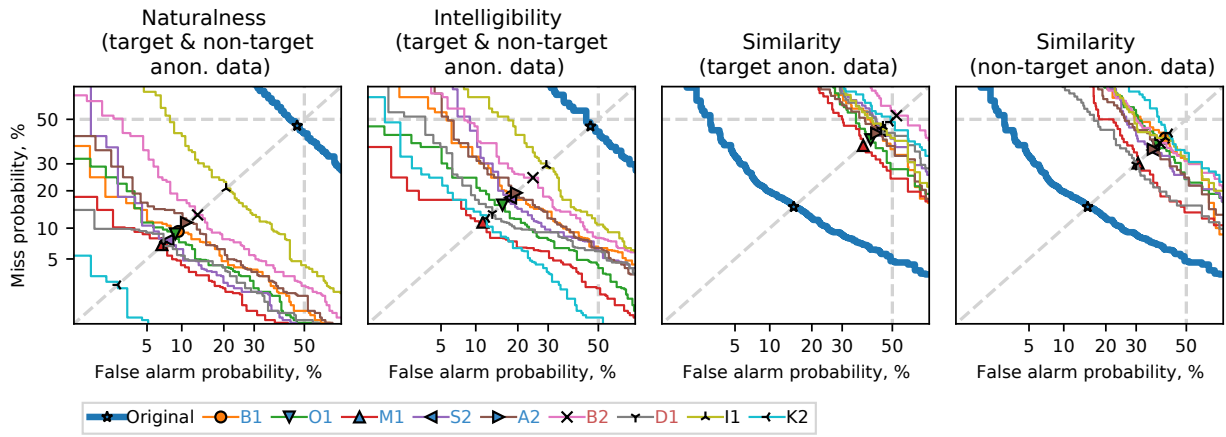 Naturalness
(target & non-target
anon. data)
Intelligibility
(target & non-target
anon. data)
Similarity
(target anon. data)
Similarity
(non-target anon. data)
Miss probability, %
50
30
20
10
5
5 10 20 30 50
5 10 20 30 50
5 10 20 30 50
5 10 20 30 50
False alarm probability, %
False alarm probability, %
False alarm probability, %
False alarm probability, %
Original B1 O1 M1 S2 A2 B2 D1 I1 K2